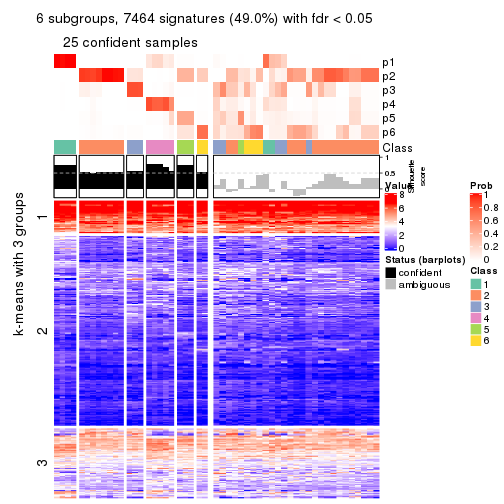 6 subgroups, 7464 signatures (49.0%) with fdr < 0.05
25 confident samples
p1
p2
p3
p4
p5
p6
Class
1
0.5
0
Silhouette
score
k-means with 3 groups
1
2
3
Value
8
6
4
2
0
Status (barplots)
confident
ambiguous
Prob
1
0.8
0.6
0.4
0.2
0
Class
1
2
3
4
5
6